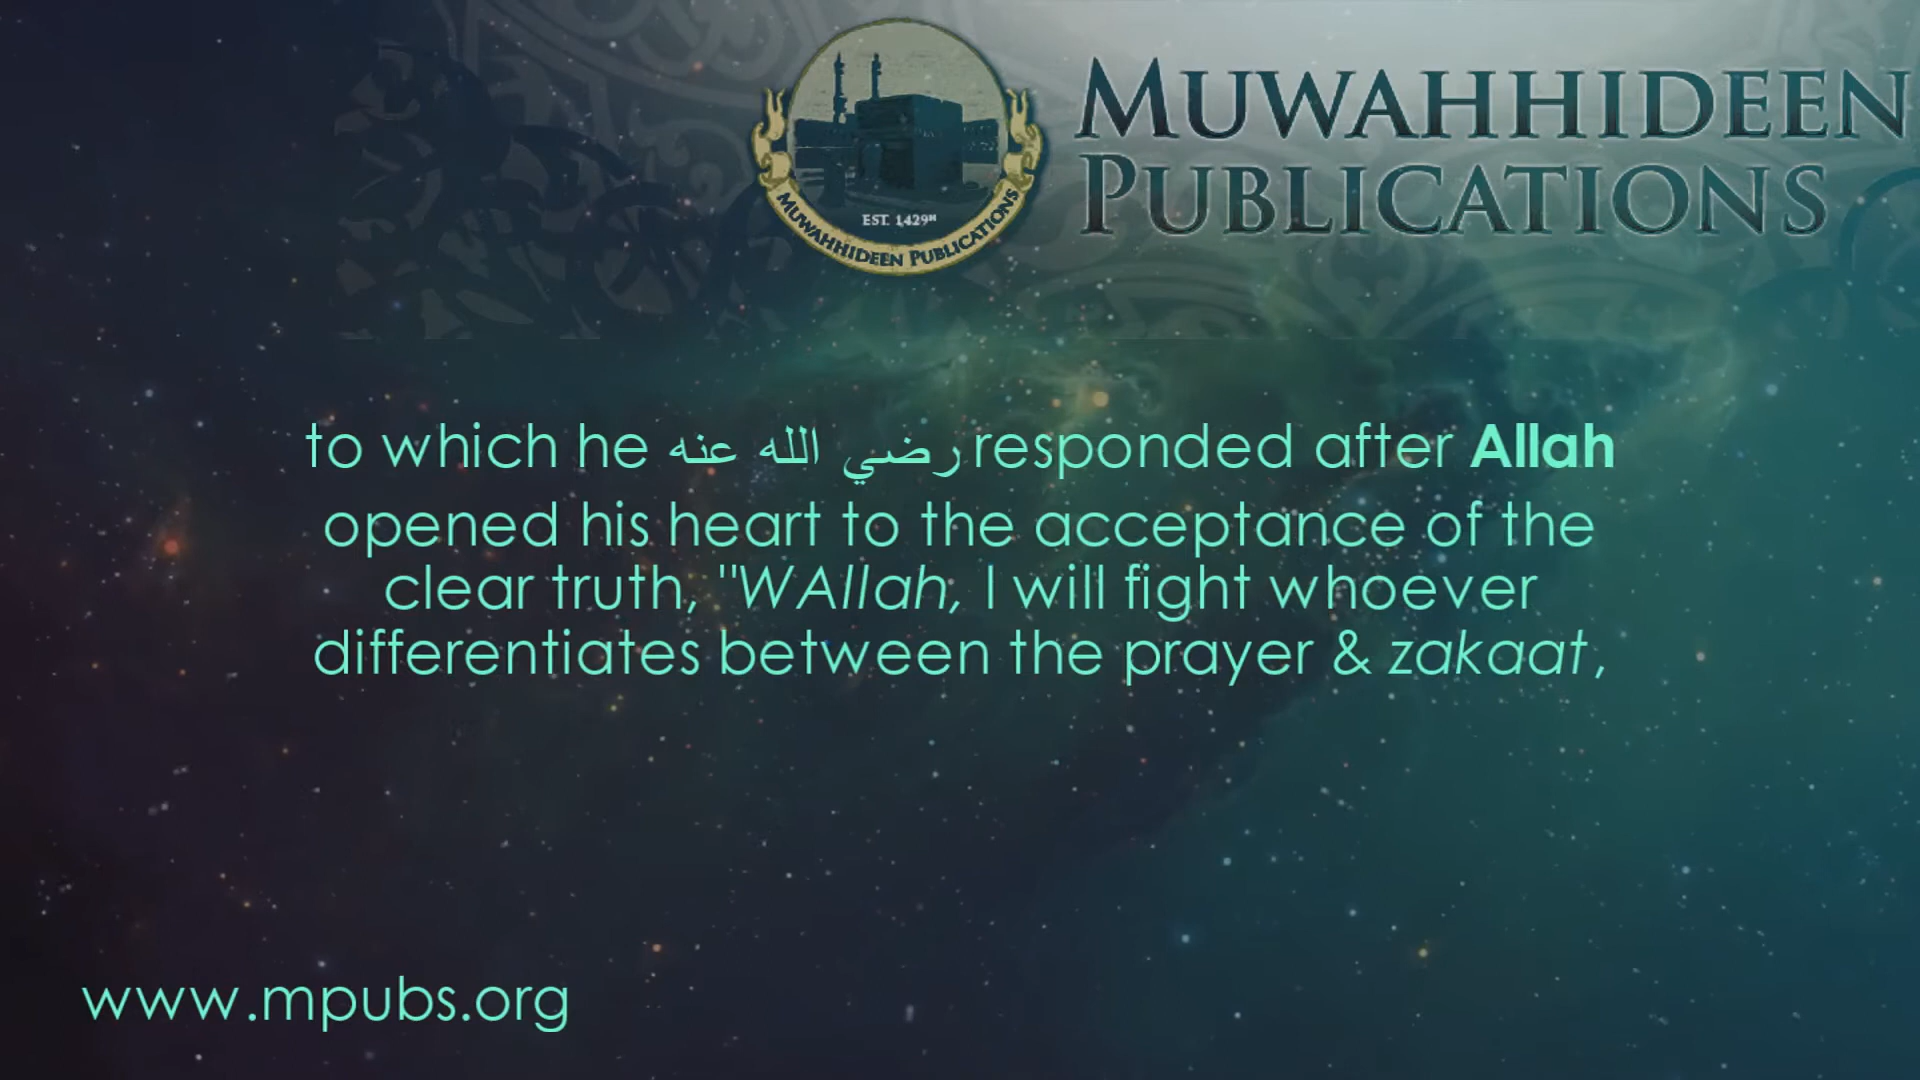 MUWAHHIDEEN
PUBLICATIONS
EST. 1429H
MUWAHHIDEEN PUBLICATIONS
to which he رضي الله عنه responded after Allah
opened his heart to the acceptance of the
clear truth, "WAllah, I will fight whoever
differentiates between the prayer & zakaat,
www.mpubs.org